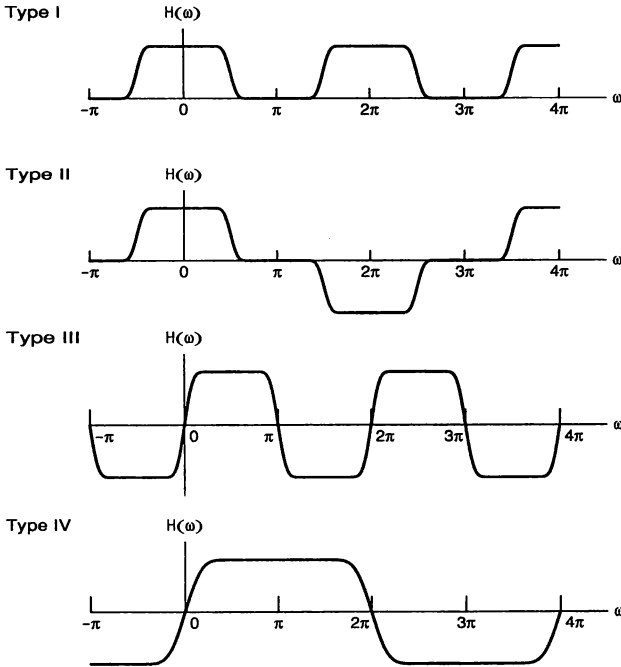 Type I H(ω)
-π 0 π 2π 3π 4π ω
Type II H(ω)
-π 0 π 2π 3π 4π ω
Type III H(ω)
-π 0 π 2π 3π 4π ω
Type IV H(ω)
-π 0 π 2π 3π 4π ω